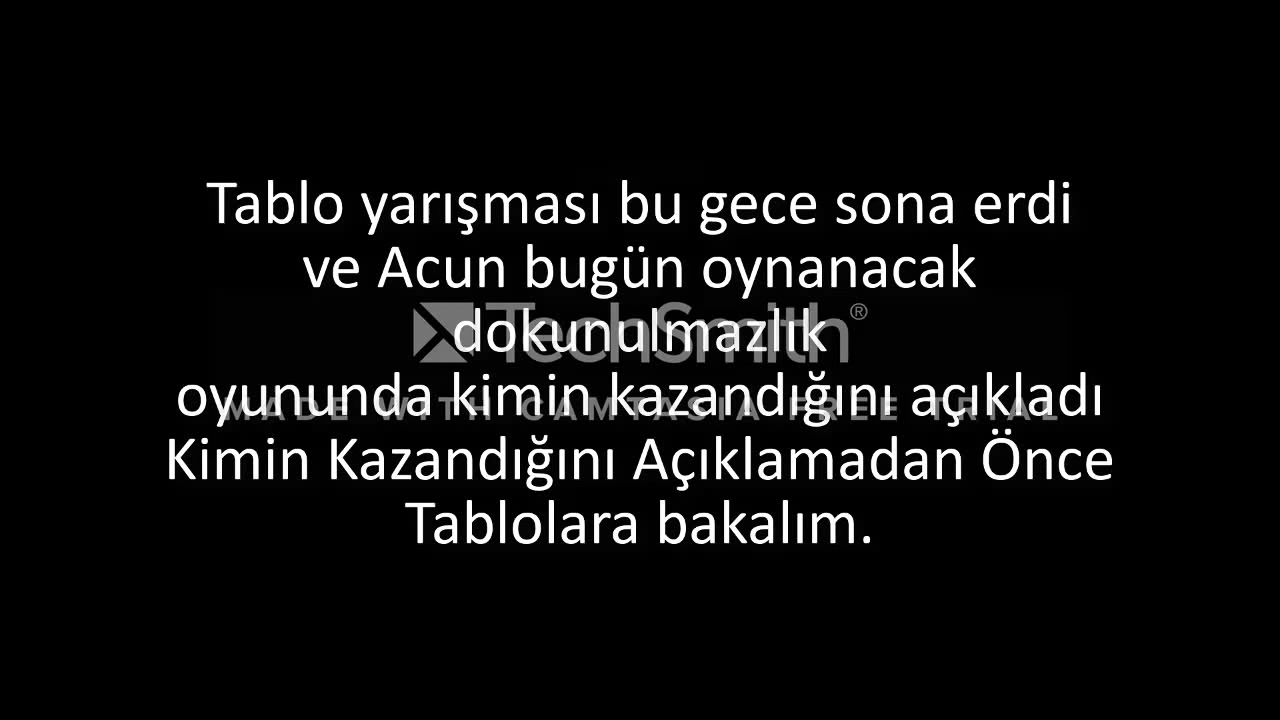 Tablo yarışması bu gece sona erdi
ve Acun bugün oynanacak
TechSmith®
dokunulmazlık
oyununda kimin kazandığını açıkladı
MADE WITH CAMTASIA FREE TRIAL
Kimin Kazandığını Açıklamadan Önce
Tablolara bakalım.